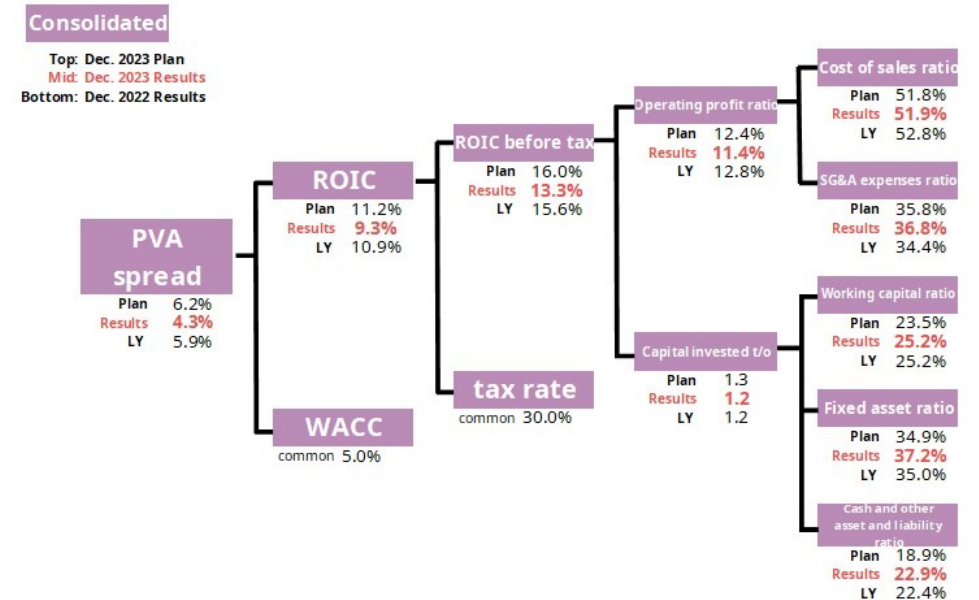 Consolidated
Top: Dec. 2023 Plan
Mid: Dec. 2023 Results
Bottom: Dec. 2022 Results
PVA
spread
Plan 6.2%
Results 4.3%
LY 5.9%
ROIC
Plan 11.2%
Results 9.3%
LY 10.9%
WACC
common 5.0%
ROIC before tax
Plan 16.0%
Results 13.3%
LY 15.6%
tax rate
common 30.0%
Operating profit ratio
Plan 12.4%
Results 11.4%
LY 12.8%
Capital invested t/o
Plan 1.3
Results 1.2
LY 1.2
Cost of sales ratio
Plan 51.8%
Results 51.9%
LY 52.8%
SG&A expenses ratio
Plan 35.8%
Results 36.8%
LY 34.4%
Working capital ratio
Plan 23.5%
Results 25.2%
LY 25.2%
Fixed asset ratio
Plan 34.9%
Results 37.2%
LY 35.0%
Cash and other
asset and liability
ratio
Plan 18.9%
Results 22.9%
LY 22.4%